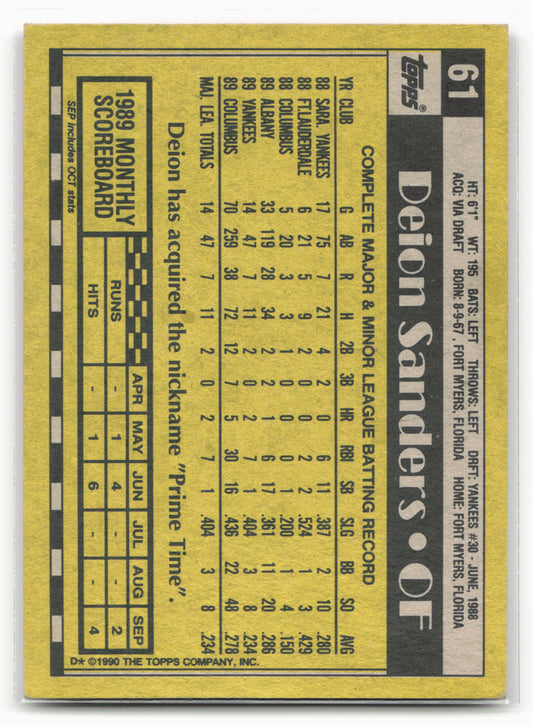 61
topps®
HT: 6'1" WT: 195 BATS: LEFT THROWS: LEFT DRFT: YANKEES #30 - JUNE, 1988
ACQ: VIA DRAFT BORN: 8-9-67, FORT MYERS, FLORIDA HOME: FORT MYERS, FLORIDA
Deion Sanders • OF
COMPLETE MAJOR & MINOR LEAGUE BATTING RECORD
YR CLUB G AB R H 2B 3B HR RBI SB SLG BB SO AVG
88 SARA. YANKEES 17 75 7 21 4 2 0 6 11 .387 2 10 .280
88 FT.LAUDERDALE 6 21 5 9 2 0 0 2 2 .524 1 3 .429
88 COLUMBUS 5 20 3 3 1 0 0 0 1 .200 1 4 .150
89 ALBANY 33 119 28 34 2 2 1 6 17 .361 11 20 .286
89 YANKEES 14 47 7 11 2 0 2 7 1 .404 3 8 .234
89 COLUMBUS 70 259 38 72 12 7 5 30 16 .436 22 48 .278
MAJ. LEA. TOTALS 14 47 7 11 2 0 2 7 1 .404 3 8 .234
Deion has acquired the nickname "Prime Time".
1989 MONTHLY
SCOREBOARD
APR MAY JUN JUL AUG SEP
RUNS - 1 4 - - 2
HITS - 1 6 - - 4
SEP includes OCT stats
D* ©1990 THE TOPPS COMPANY, INC.